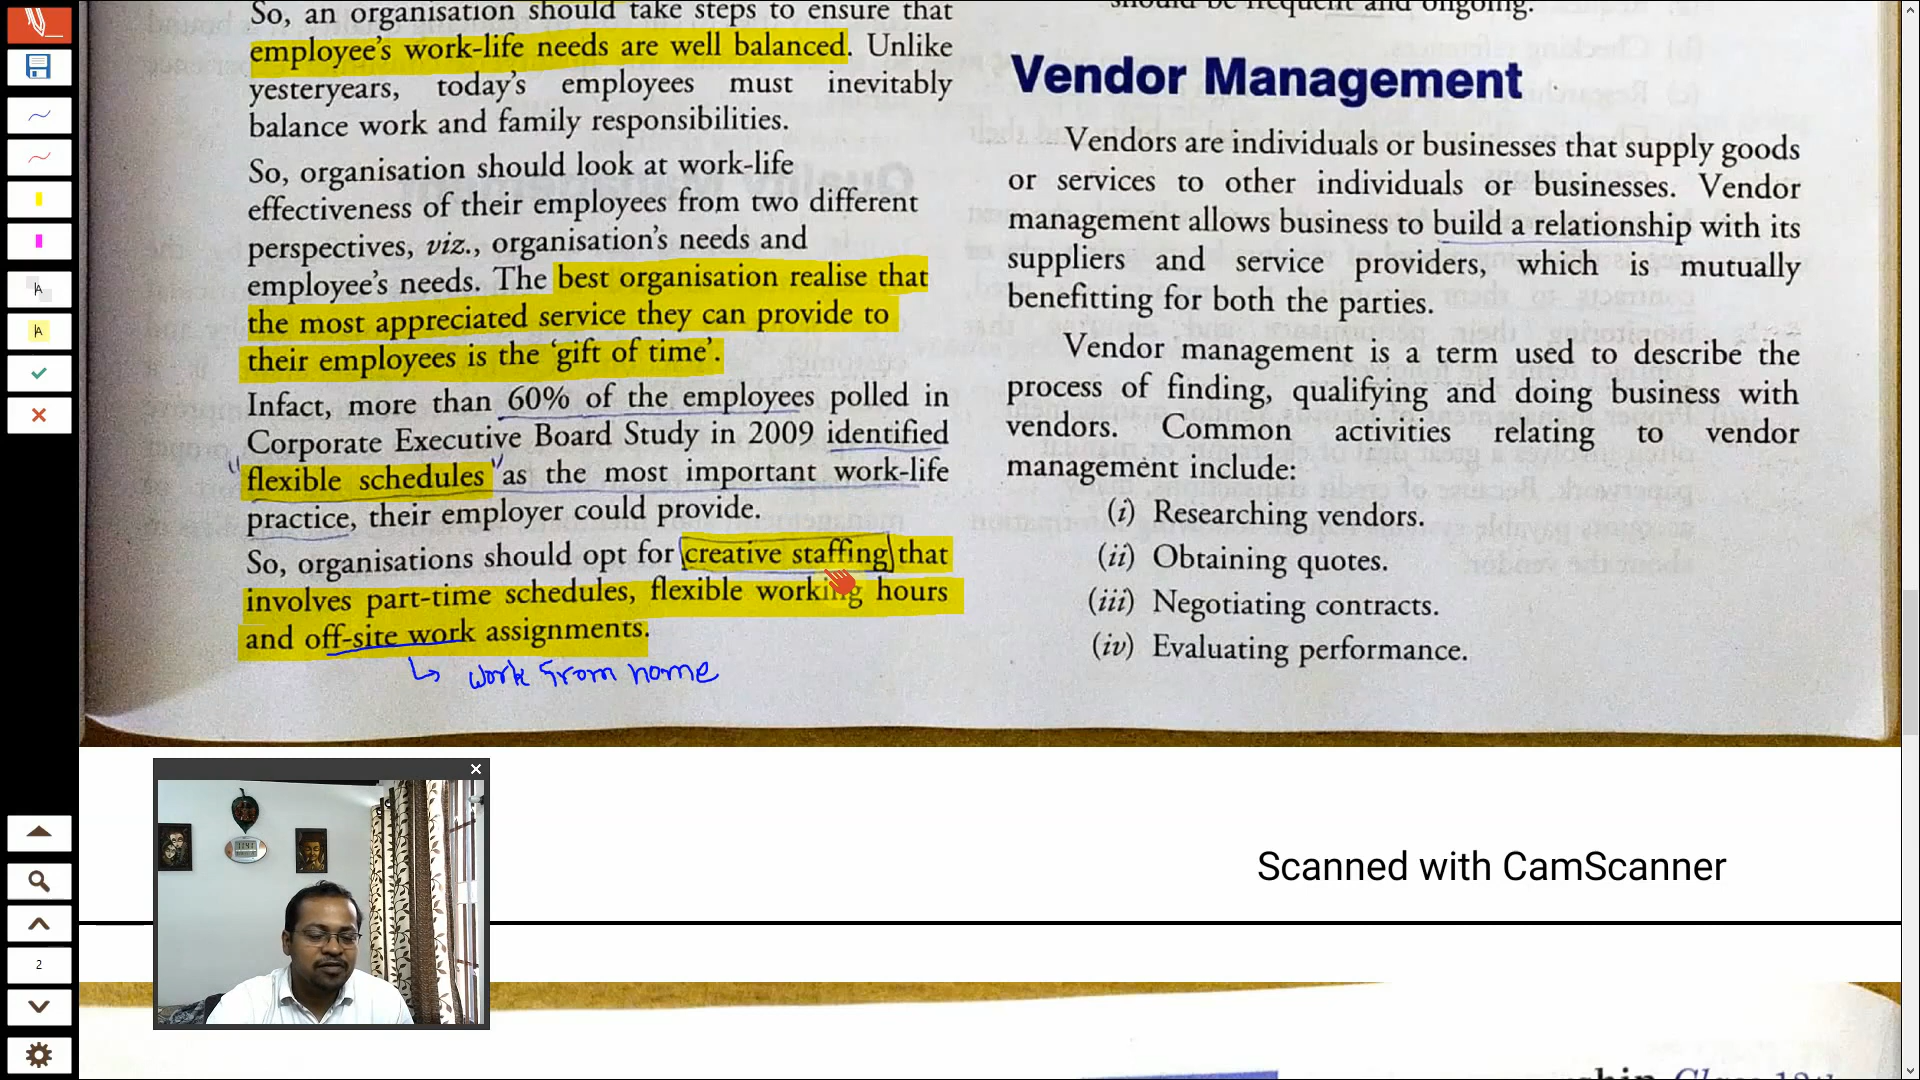 So, an organisation should take steps to ensure that
employee's work-life needs are well balanced. Unlike
yesteryears, today's employees must inevitably
balance work and family responsibilities.
So, organisation should look at work-life
effectiveness of their employees from two different
perspectives, viz., organisation's needs and
employee's needs. The best organisation realise that
the most appreciated service they can provide to
their employees is the 'gift of time'.
Infact, more than 60% of the employees polled in
Corporate Executive Board Study in 2009 identified
"flexible schedules" as the most important work-life
practice, their employer could provide.
So, organisations should opt for creative staffing that
involves part-time schedules, flexible working hours
and off-site work assignments.
↳ work from home
should be frequent and ongoing.
Vendor Management
Vendors are individuals or businesses that supply goods
or services to other individuals or businesses. Vendor
management allows business to build a relationship with its
suppliers and service providers, which is mutually
benefitting for both the parties.
Vendor management is a term used to describe the
process of finding, qualifying and doing business with
vendors. Common activities relating to vendor
management include:
(i) Researching vendors.
(ii) Obtaining quotes.
(iii) Negotiating contracts.
(iv) Evaluating performance.
Scanned with CamScanner
2